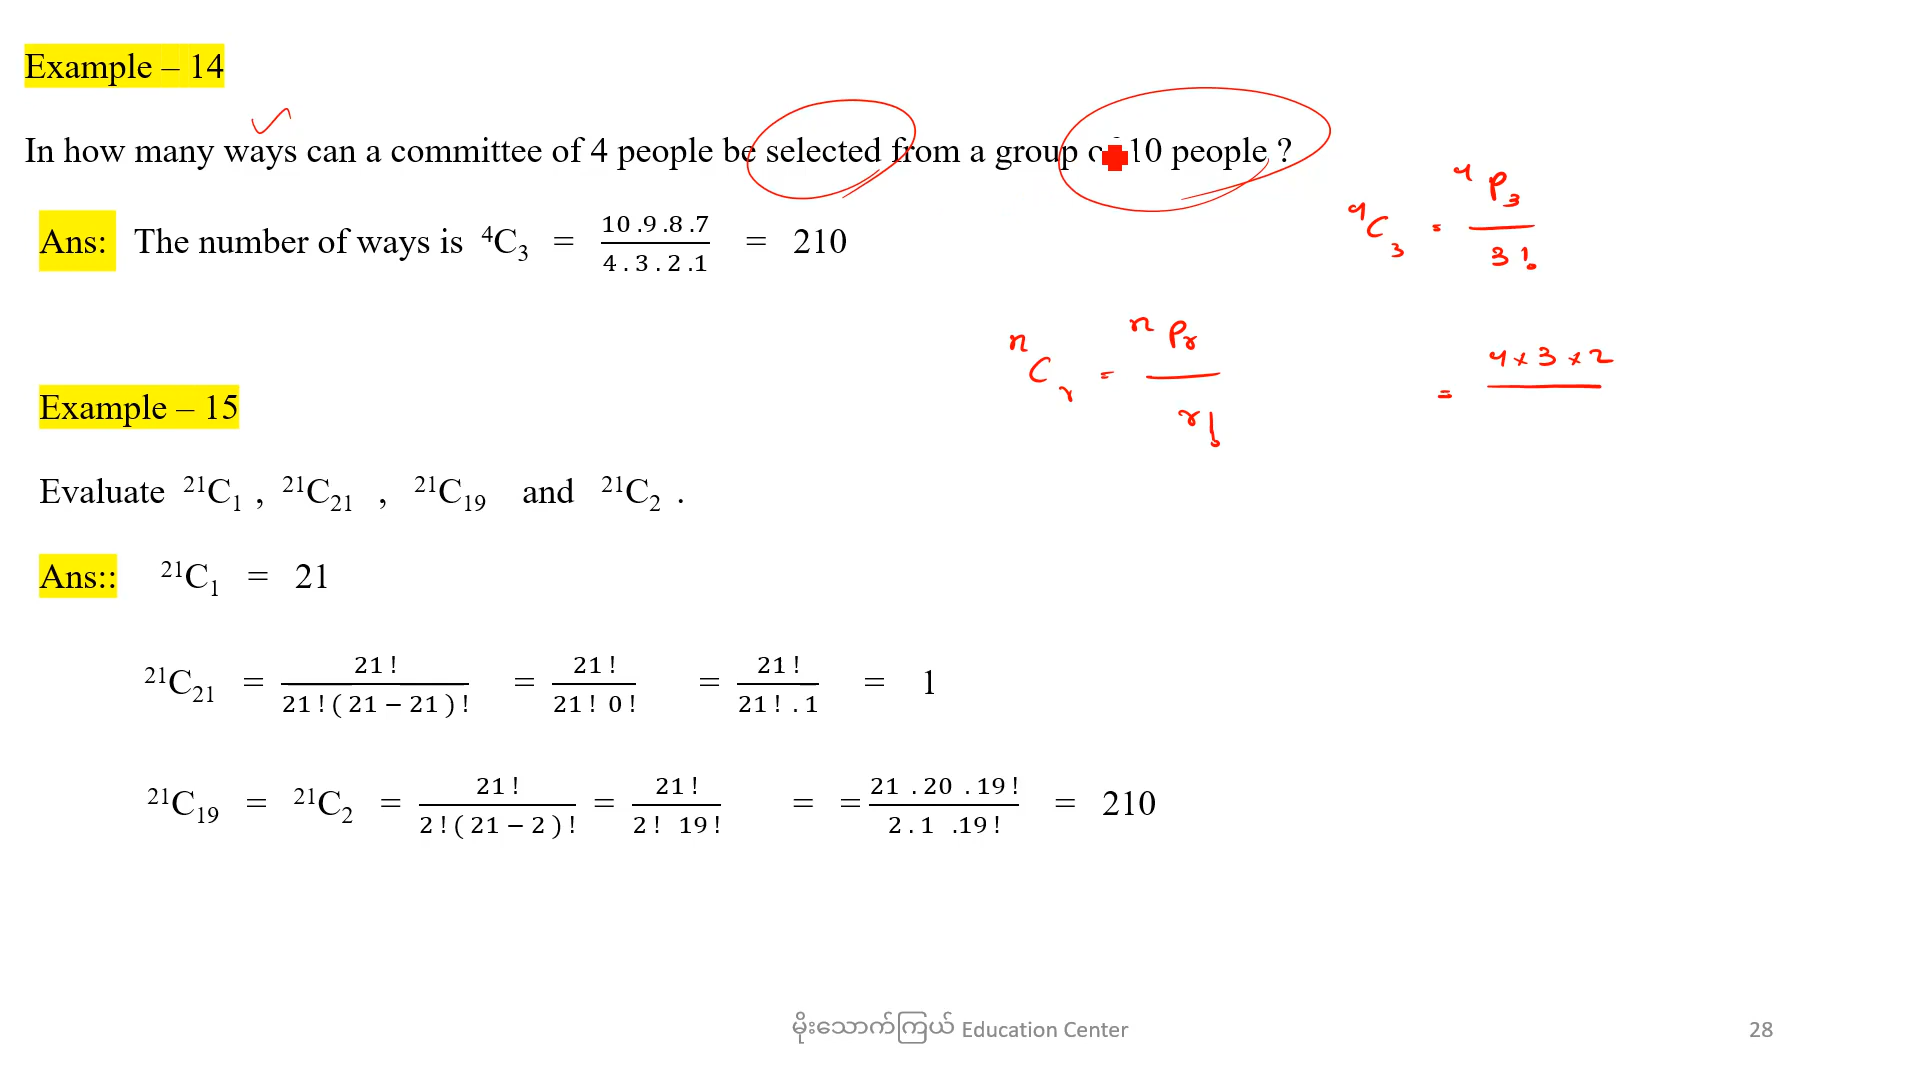 Example – 14
In how many ways can a committee of 4 people be selected from a group of 10 people ?
Ans: The number of ways is ⁴C₃ = (10 .9 .8 .7)/(4 . 3 . 2 .1) = 210
⁴C₃ = ⁴P₃/3!
ⁿCᵣ = ⁿPᵣ/r!
= 4 × 3 × 2
Example – 15
Evaluate ²¹C₁ , ²¹C₂₁ , ²¹C₁₉ and ²¹C₂ .
Ans:: ²¹C₁ = 21
²¹C₂₁ = 21 !/(21 ! ( 21 − 21 ) !) = 21 !/(21 ! 0 !) = 21 !/(21 ! . 1) = 1
²¹C₁₉ = ²¹C₂ = 21 !/(2 ! ( 21 − 2 ) !) = 21 !/(2 ! 19 !) = = (21 . 20 . 19 !)/(2 . 1 .19 !) = 210
မိုးသောက်ကြယ် Education Center
28